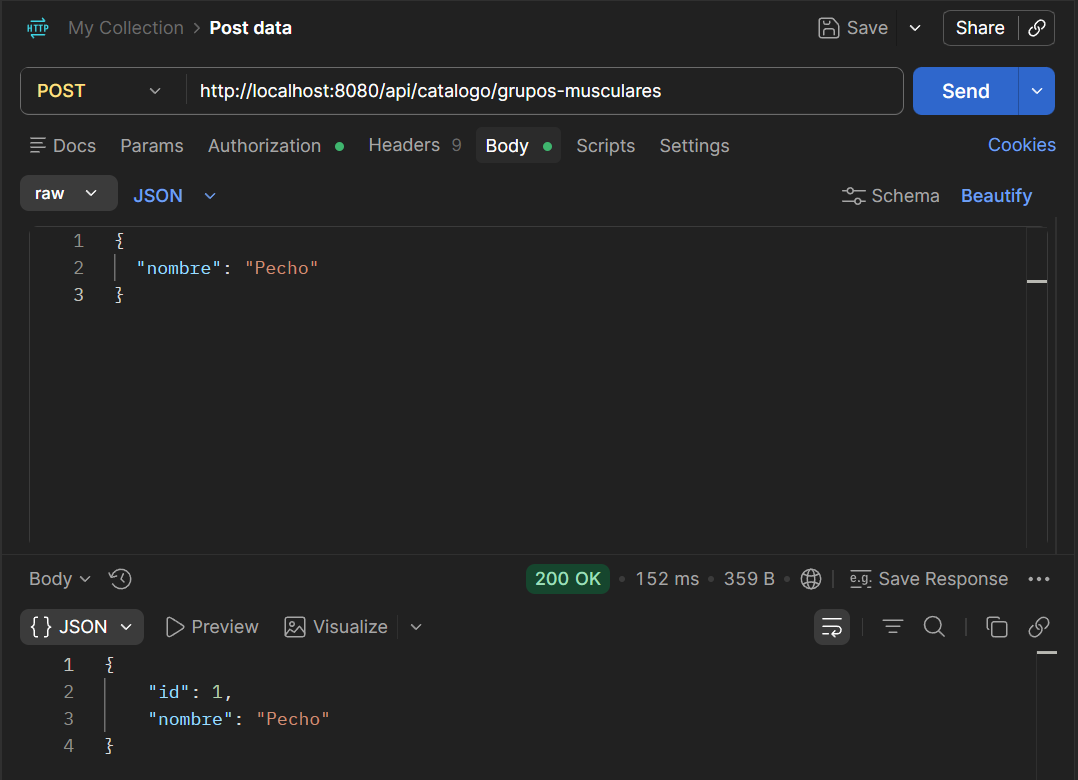 HTTP My Collection > Post data Save Share
POST http://localhost:8080/api/catalogo/grupos-musculares Send
Docs Params Authorization Headers 9 Body Scripts Settings Cookies
raw JSON Schema Beautify
1 {
2 "nombre": "Pecho"
3 }
Body 200 OK • 152 ms • 359 B • e.g. Save Response
{ } JSON Preview Visualize
1 {
2 "id": 1,
3 "nombre": "Pecho"
4 }